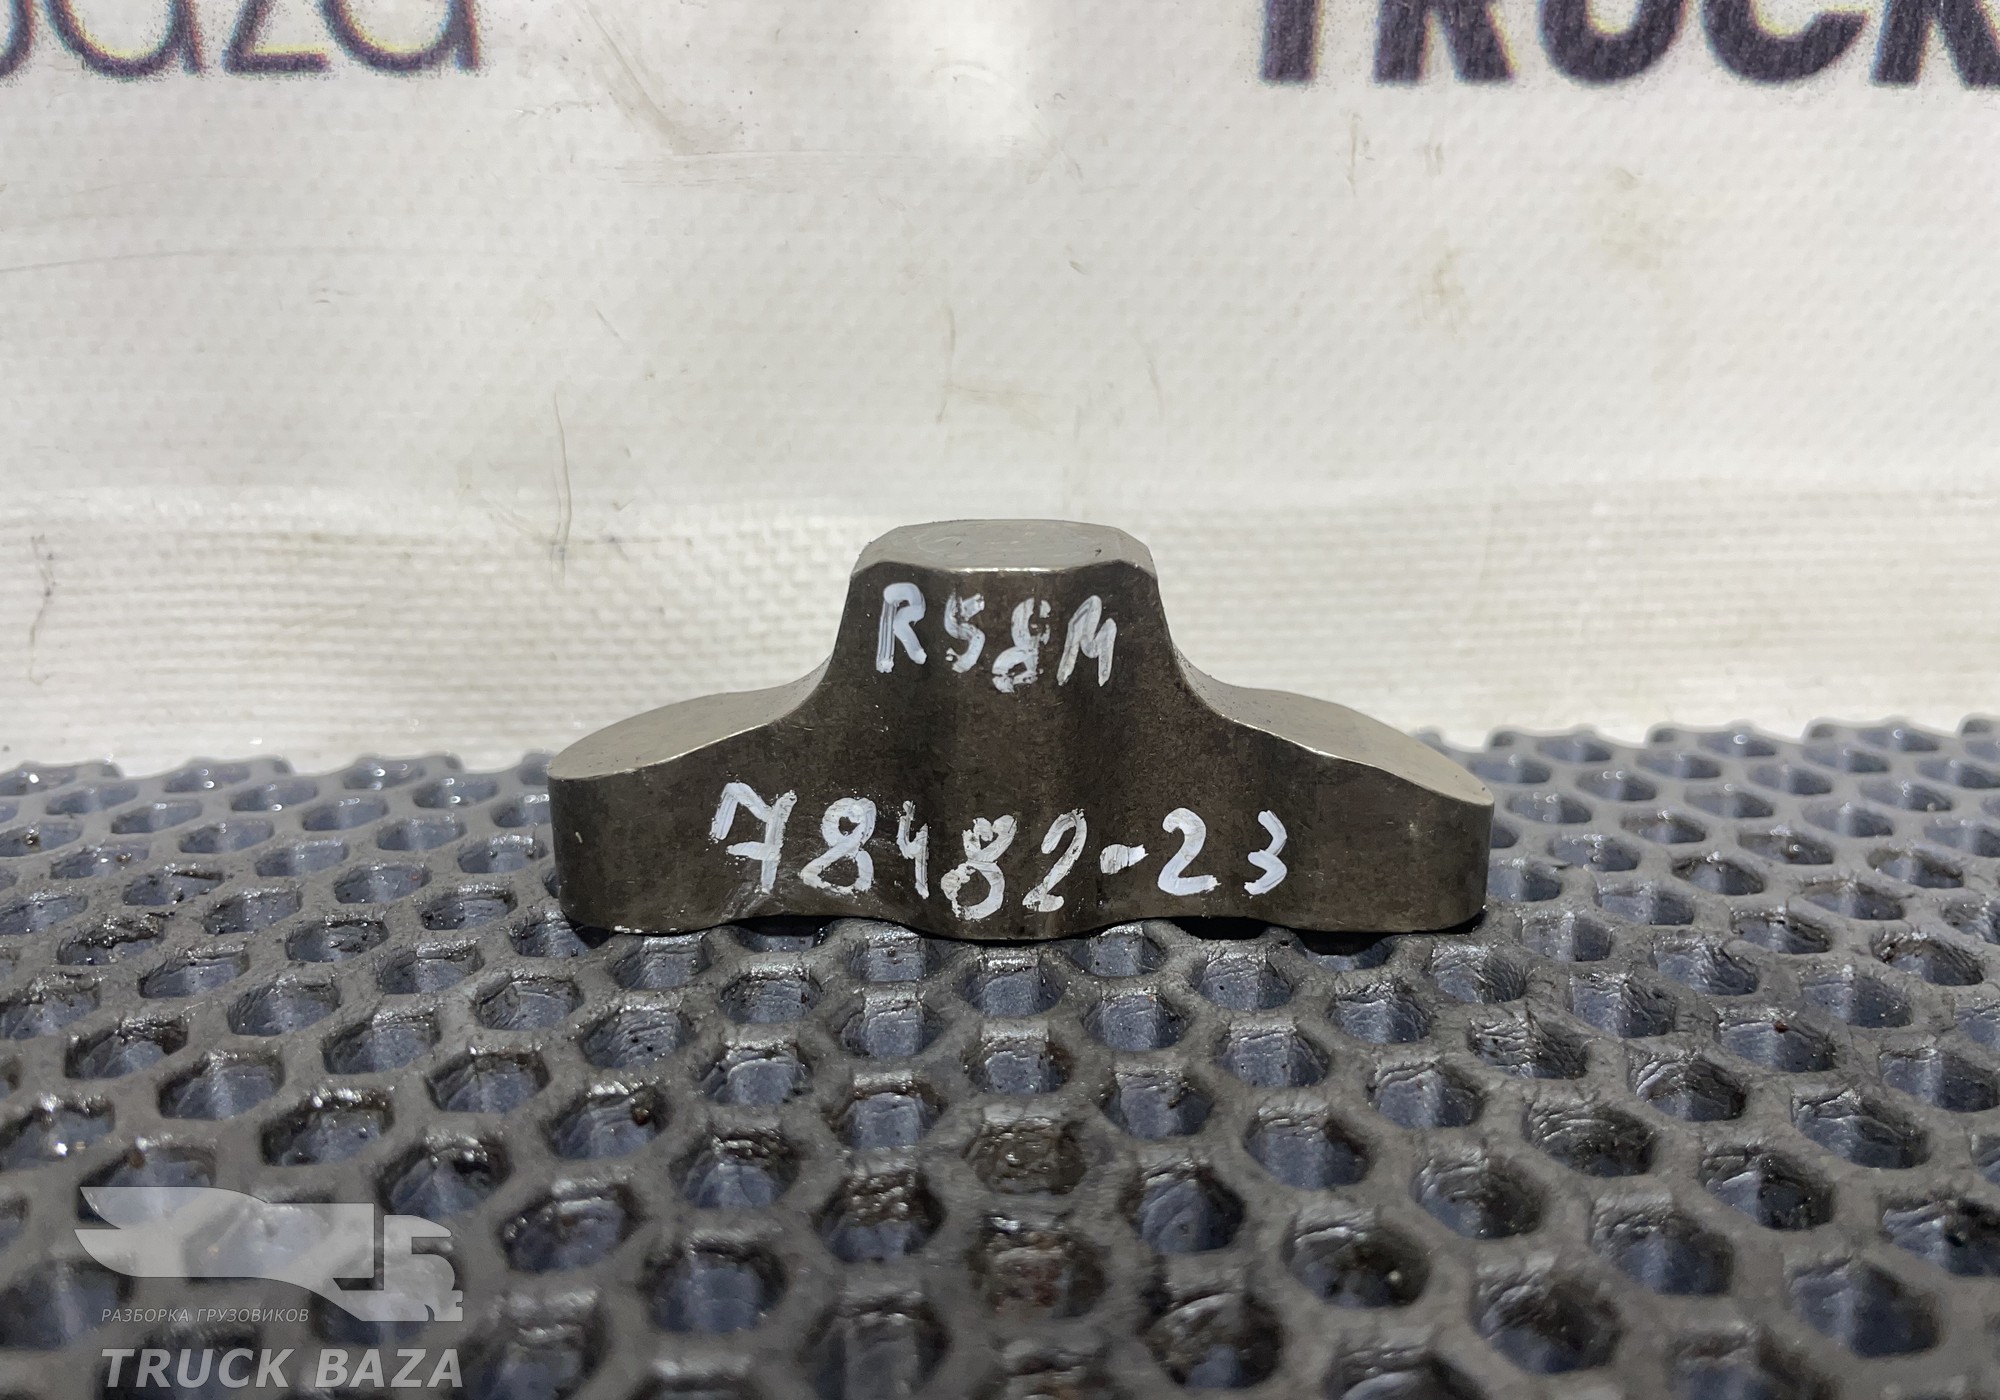 baza TRUCK
R58M
78482-23
РАЗБОРКА ГРУЗОВИКОВ
TRUCK BAZA